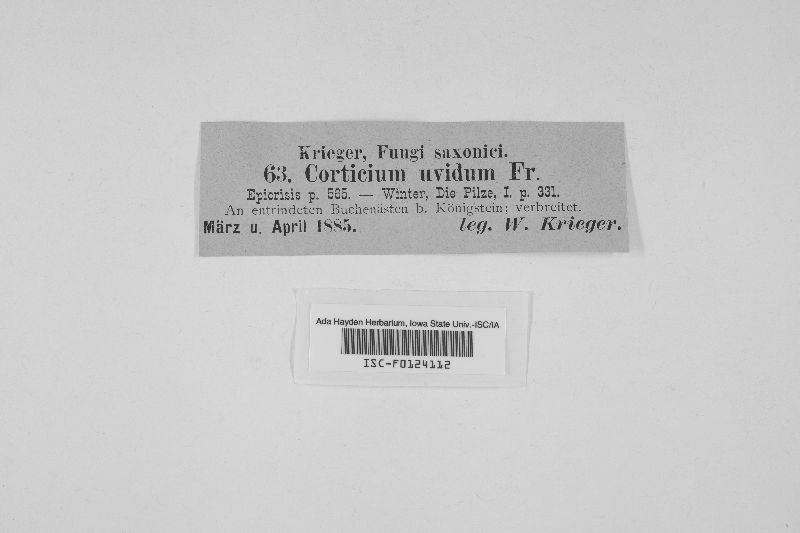 Krieger, Fungi saxonici.
63. Corticium uvidum Fr.
Epicrisis p. 565. — Winter, Die Pilze, I. p. 331.
An entrindeten Buchenästen b. Königstein; verbreitet.
März u. April 1885. leg. W. Krieger.
Ada Hayden Herbarium, Iowa State Univ.-ISC/IA
ISC-F0124112